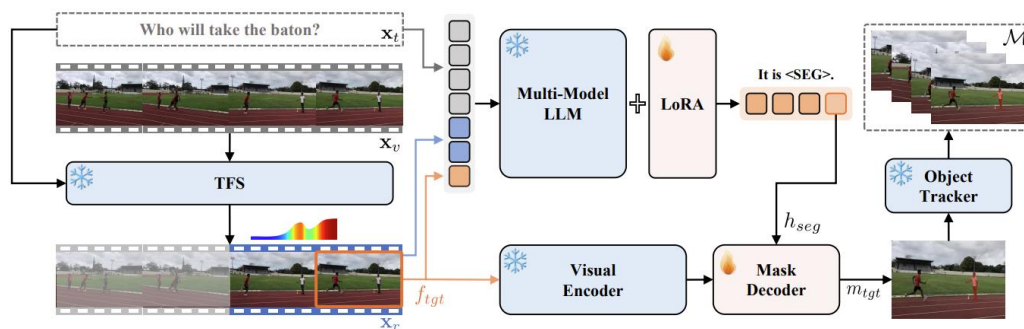 Who will take the baton?
x_t
x_v
TFS
x_r
f_tgt
Multi-Model
LLM
LoRA
It is <SEG>.
h_seg
Visual
Encoder
Mask
Decoder
m_tgt
Object
Tracker
M